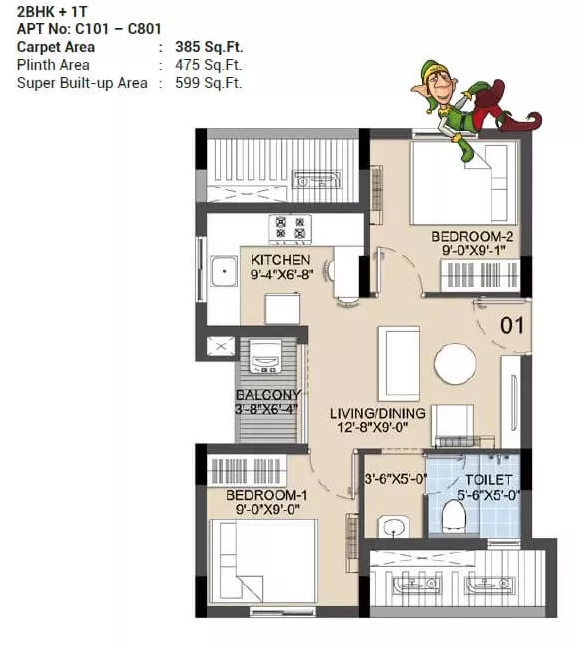 2BHK + 1T
APT No: C101 – C801
Carpet Area : 385 Sq.Ft.
Plinth Area : 475 Sq.Ft.
Super Built-up Area : 599 Sq.Ft.
BEDROOM-2
9'-0"X9'-1"
KITCHEN
9'-4"X6'-8"
01
BALCONY
3'-8"X6'-4"
LIVING/DINING
12'-8"X9'-0"
3'-6"X5'-0"
TOILET
5'-6"X5'-0"
BEDROOM-1
9'-0"X9'-0"